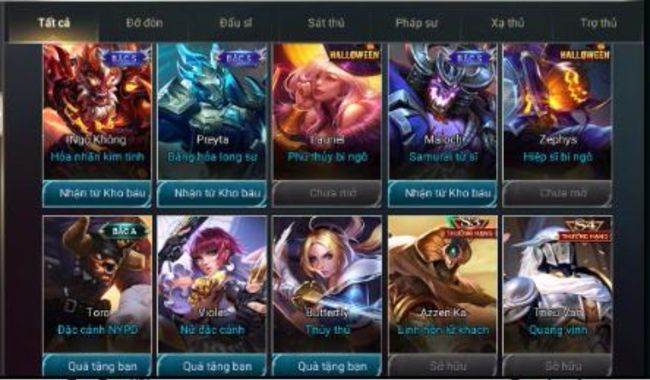 Tất cả
Đỡ đòn
Đấu sĩ
Sát thủ
Pháp sư
Xạ thủ
Trợ thủ
BẬC S
BẬC S
HALLOWEEN
BẬC S
HALLOWEEN
Ngộ Không
Preyta
Lauriel
Maloch
Zephys
Hỏa nhãn kim tinh
Băng hỏa long sư
Phù thủy bí ngô
Samurai tử sĩ
Hiệp sĩ bí ngô
Nhận từ Kho báu
Nhận từ Kho báu
Chưa mở
Nhận từ Kho báu
Chưa mở
BẬC A
S3
THƯỞNG HẠNG
S4
THƯỞNG HẠNG
Toro
Violet
Butterfly
Azzen'Ka
Triệu Vân
Đặc cảnh NYPD
Nữ đặc cảnh
Thủy thủ
Linh hồn lữ khách
Quang vinh
Quà tặng bạn
Quà tặng bạn
Quà tặng bạn
Sở hữu
Sở hữu